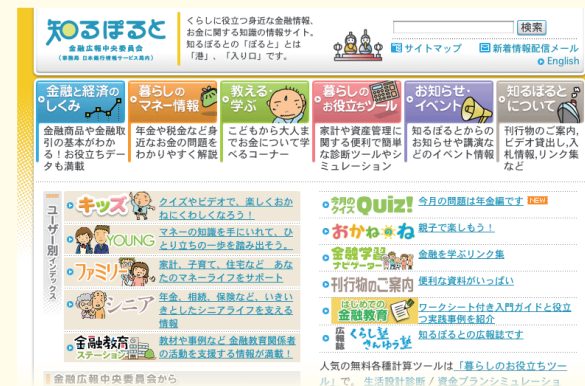 知るぽると
金融広報中央委員会
(事務局 日本銀行情報サービス局内)
くらしに役立つ身近な金融情報、
お金に関する知識の情報サイト。
知るぽるとの「ぽると」とは
「港」、「入り口」です。
検索
サイトマップ
新着情報配信メール
English
金融と経済の
しくみ
暮らしの
マネー情報
教える・
学ぶ
暮らしの
お役立ちツール
お知らせ・
イベント
知るぽると
について
金融商品や金融取
引の基本がわか
る！お役立ちデー
タも満載
年金や税金など身
近なお金の問題を
わかりやすく解説
こどもから大人ま
でお金について学
べるコーナー
家計や資産管理に
関する便利で簡単
な診断ツールやシ
ミュレーション
知るぽるとからの
お知らせや講演な
どのイベント情報
刊行物のご案内,
ビデオ貸出し,入
札情報,リンク集
など
ユーザー別インデックス
キッズ
クイズやビデオで、楽しくおか
ねにくわしくなろう！
YOUNG
マネーの知識を手にいれて、ひ
とり立ちの一歩を踏み出そう。
ファミリー
家計、子育て、住宅など　あな
たのマネーライフをサポート
シニア
年金、相続、保険など、いきい
きとしたシニアライフを支える
情報
金融教育
ステーション
教材や事例など 金融教育関係者
の活動を支援する情報が満載！
金融広報中央委員会から
今月の
クイズ
Quiz!
今月の問題は年金編です
NEW
おかねのね
親子で楽しもう！
金融学習
ナビゲーター
金融を学ぶリンク集
刊行物のご案内
便利な資料がいっぱい
はじめての
金融教育
ワークシート付き入門ガイドと役立
つ実践事例を紹介
広報誌
くらし塾
きんゆう塾
知るぽるとの広報誌です
人気の無料各種計算ツールは「暮らしのお役立ちツー
ル」で。 生活設計診断 / 資金プランシミュレーショ